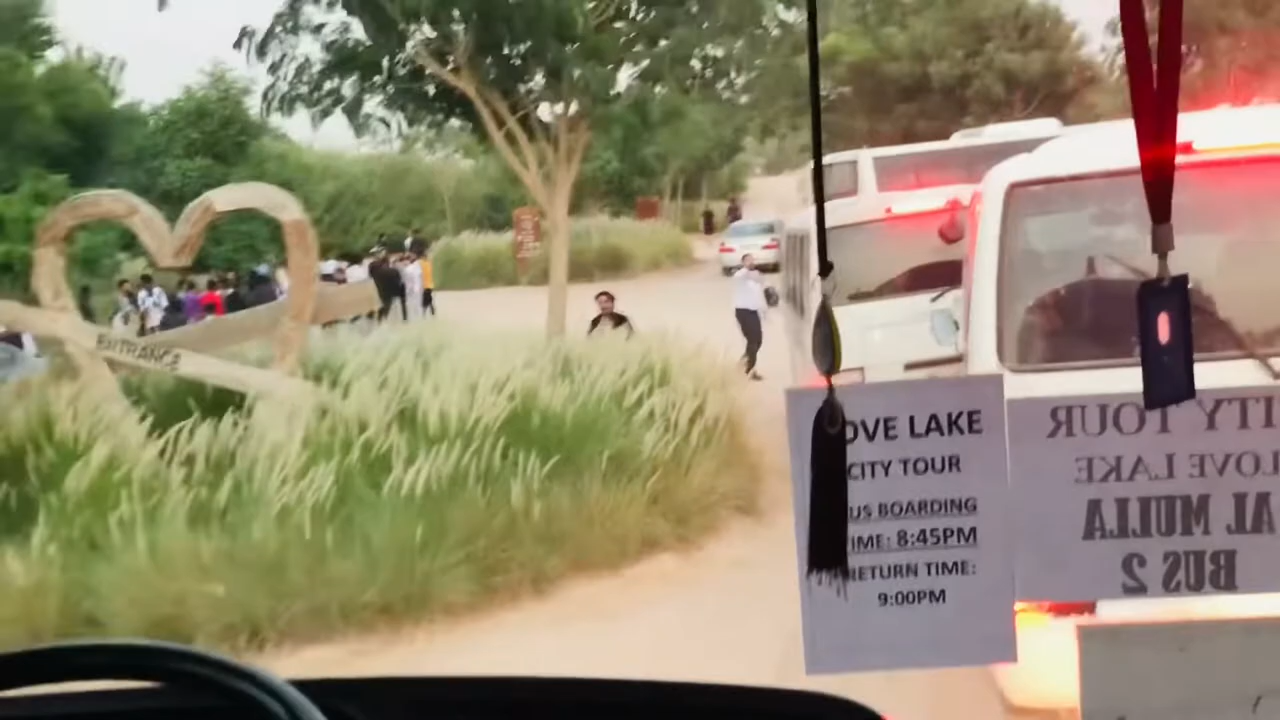 ENTRANCE
OVE LAKE
CITY TOUR
US BOARDING
IME: 8:45PM
RETURN TIME:
9:00PM
ITY TOUR
LOVE LAKE
AL MULLA
BUS 2